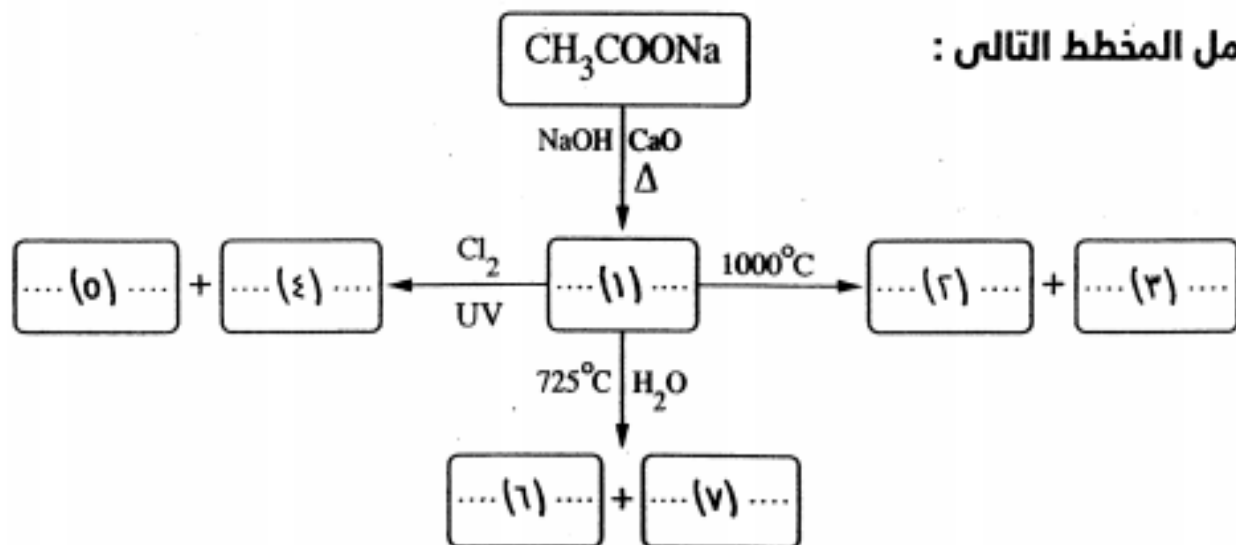 مل المخطط التالى :
CH₃COONa
NaOH CaO
Δ
.... (٥) .... + .... (٤) .... Cl₂ UV .... (١) .... 1000°C .... (٢) .... + .... (٣) ....
725°C H₂O
.... (٦) .... + .... (٧) ....